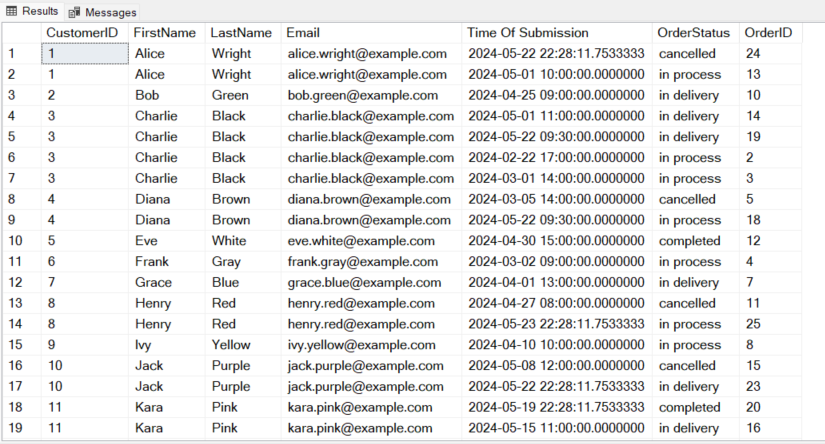 Results Messages
CustomerID FirstName LastName Email Time Of Submission OrderStatus OrderID
1 1 Alice Wright alice.wright@example.com 2024-05-22 22:28:11.7533333 cancelled 24
2 1 Alice Wright alice.wright@example.com 2024-05-01 10:00:00.0000000 in process 13
3 2 Bob Green bob.green@example.com 2024-04-25 09:00:00.0000000 in delivery 10
4 3 Charlie Black charlie.black@example.com 2024-05-01 11:00:00.0000000 in delivery 14
5 3 Charlie Black charlie.black@example.com 2024-05-22 09:30:00.0000000 in delivery 19
6 3 Charlie Black charlie.black@example.com 2024-02-22 17:00:00.0000000 in process 2
7 3 Charlie Black charlie.black@example.com 2024-03-01 14:00:00.0000000 in process 3
8 4 Diana Brown diana.brown@example.com 2024-03-05 14:00:00.0000000 cancelled 5
9 4 Diana Brown diana.brown@example.com 2024-05-22 09:30:00.0000000 in process 18
10 5 Eve White eve.white@example.com 2024-04-30 15:00:00.0000000 completed 12
11 6 Frank Gray frank.gray@example.com 2024-03-02 09:00:00.0000000 in process 4
12 7 Grace Blue grace.blue@example.com 2024-04-01 13:00:00.0000000 in delivery 7
13 8 Henry Red henry.red@example.com 2024-04-27 08:00:00.0000000 cancelled 11
14 8 Henry Red henry.red@example.com 2024-05-23 22:28:11.7533333 in process 25
15 9 Ivy Yellow ivy.yellow@example.com 2024-04-10 10:00:00.0000000 in process 8
16 10 Jack Purple jack.purple@example.com 2024-05-08 12:00:00.0000000 cancelled 15
17 10 Jack Purple jack.purple@example.com 2024-05-22 22:28:11.7533333 in delivery 23
18 11 Kara Pink kara.pink@example.com 2024-05-19 22:28:11.7533333 completed 20
19 11 Kara Pink kara.pink@example.com 2024-05-15 11:00:00.0000000 in delivery 16